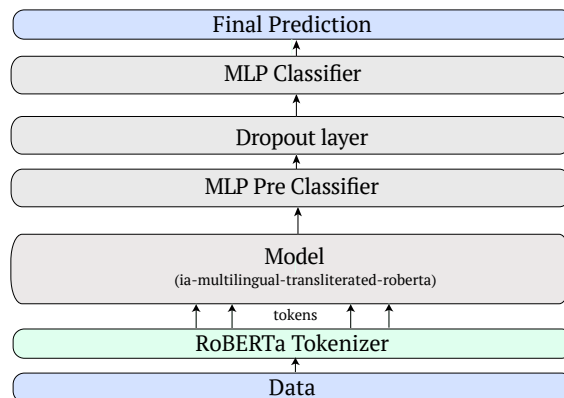 Final Prediction
MLP Classifier
Dropout layer
MLP Pre Classifier
Model
(ia-multilingual-transliterated-roberta)
tokens
RoBERTa Tokenizer
Data